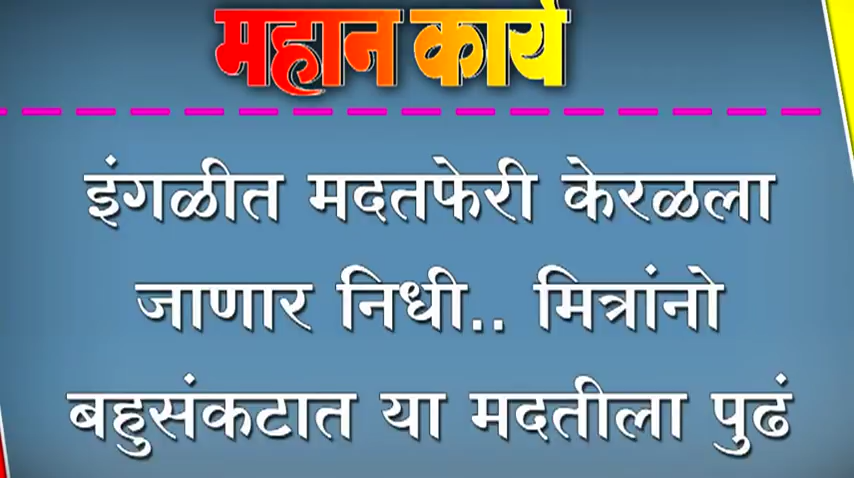 महान कार्य
इंगळीत मदतफेरी केरळला
जाणार निधी.. मित्रांनो
बहुसंकटात या मदतीला पुढं